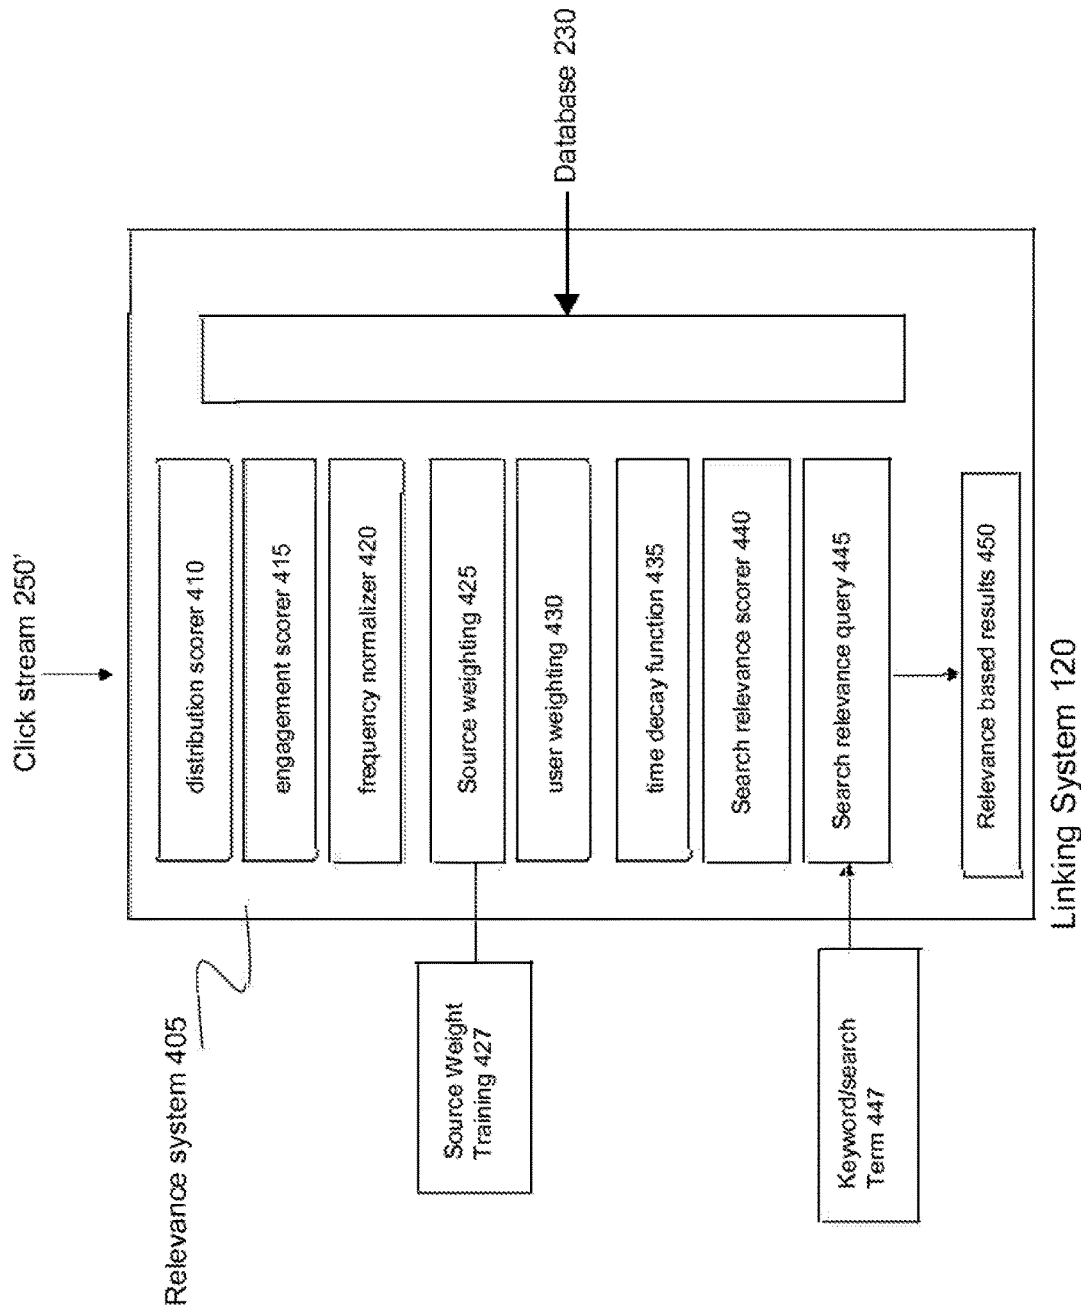 Click stream 250'
Relevance system 405
distribution scorer 410
engagement scorer 415
frequency normalizer 420
Source weighting 425
Source Weight
Training 427
user weighting 430
time decay function 435
Search relevance scorer 440
Search relevance query 445
Keyword/search
Term 447
Relevance based results 450
Database 230
Linking System 120